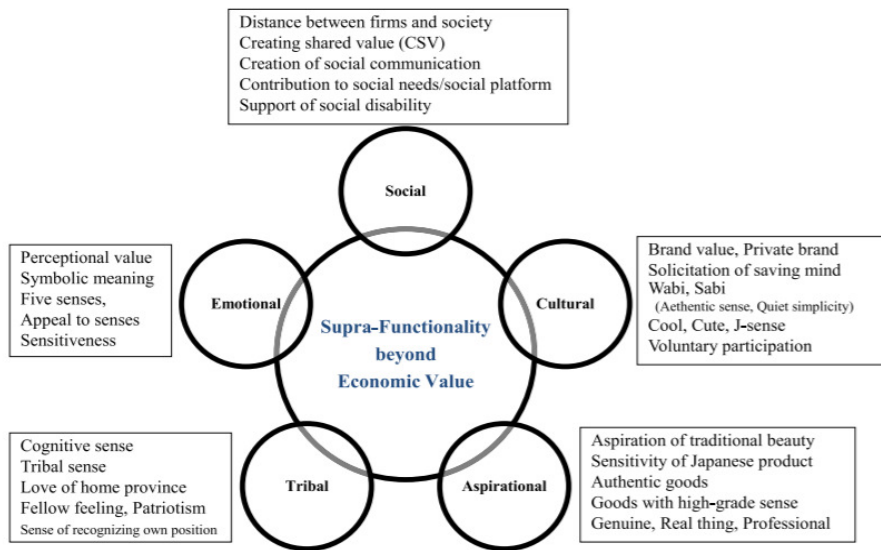 Distance between firms and society
Creating shared value (CSV)
Creation of social communication
Contribution to social needs/social platform
Support of social disability
Social
Perceptional value
Symbolic meaning
Five senses,
Appeal to senses
Sensitiveness
Emotional
Cultural
Brand value, Private brand
Solicitation of saving mind
Wabi, Sabi
(Aethentic sense, Quiet simplicity)
Cool, Cute, J-sense
Voluntary participation
Supra-Functionality
beyond
Economic Value
Cognitive sense
Tribal sense
Love of home province
Fellow feeling, Patriotism
Sense of recognizing own position
Tribal
Aspirational
Aspiration of traditional beauty
Sensitivity of Japanese product
Authentic goods
Goods with high-grade sense
Genuine, Real thing, Professional